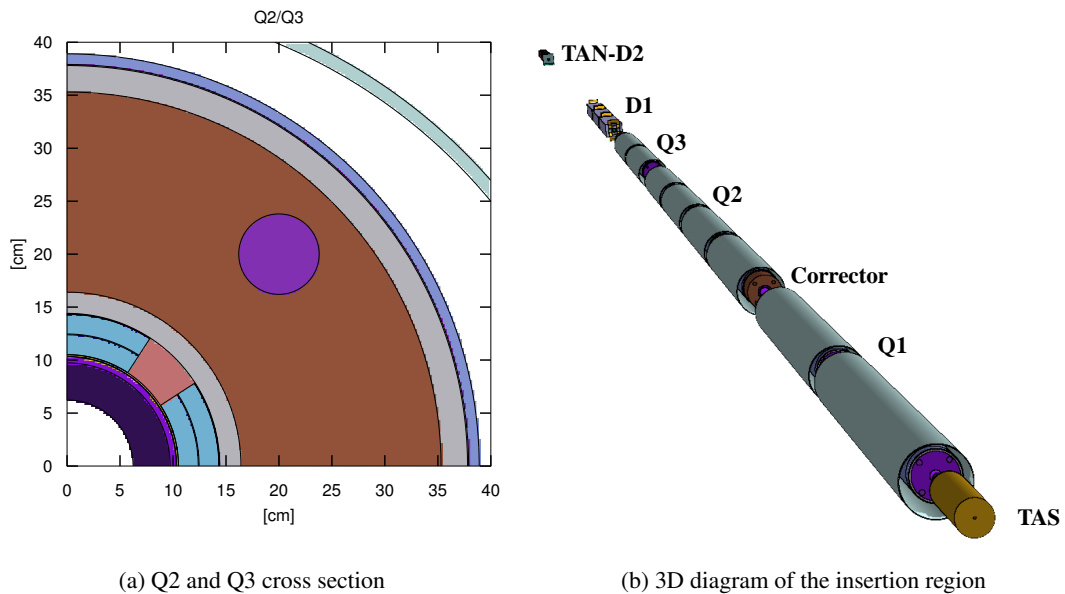 Q2/Q3
40
35
30
25
20
15
10
5
0
[cm]
0 5 10 15 20 25 30 35 40
[cm]
TAN-D2
D1
Q3
Q2
Corrector
Q1
TAS
(a) Q2 and Q3 cross section
(b) 3D diagram of the insertion region